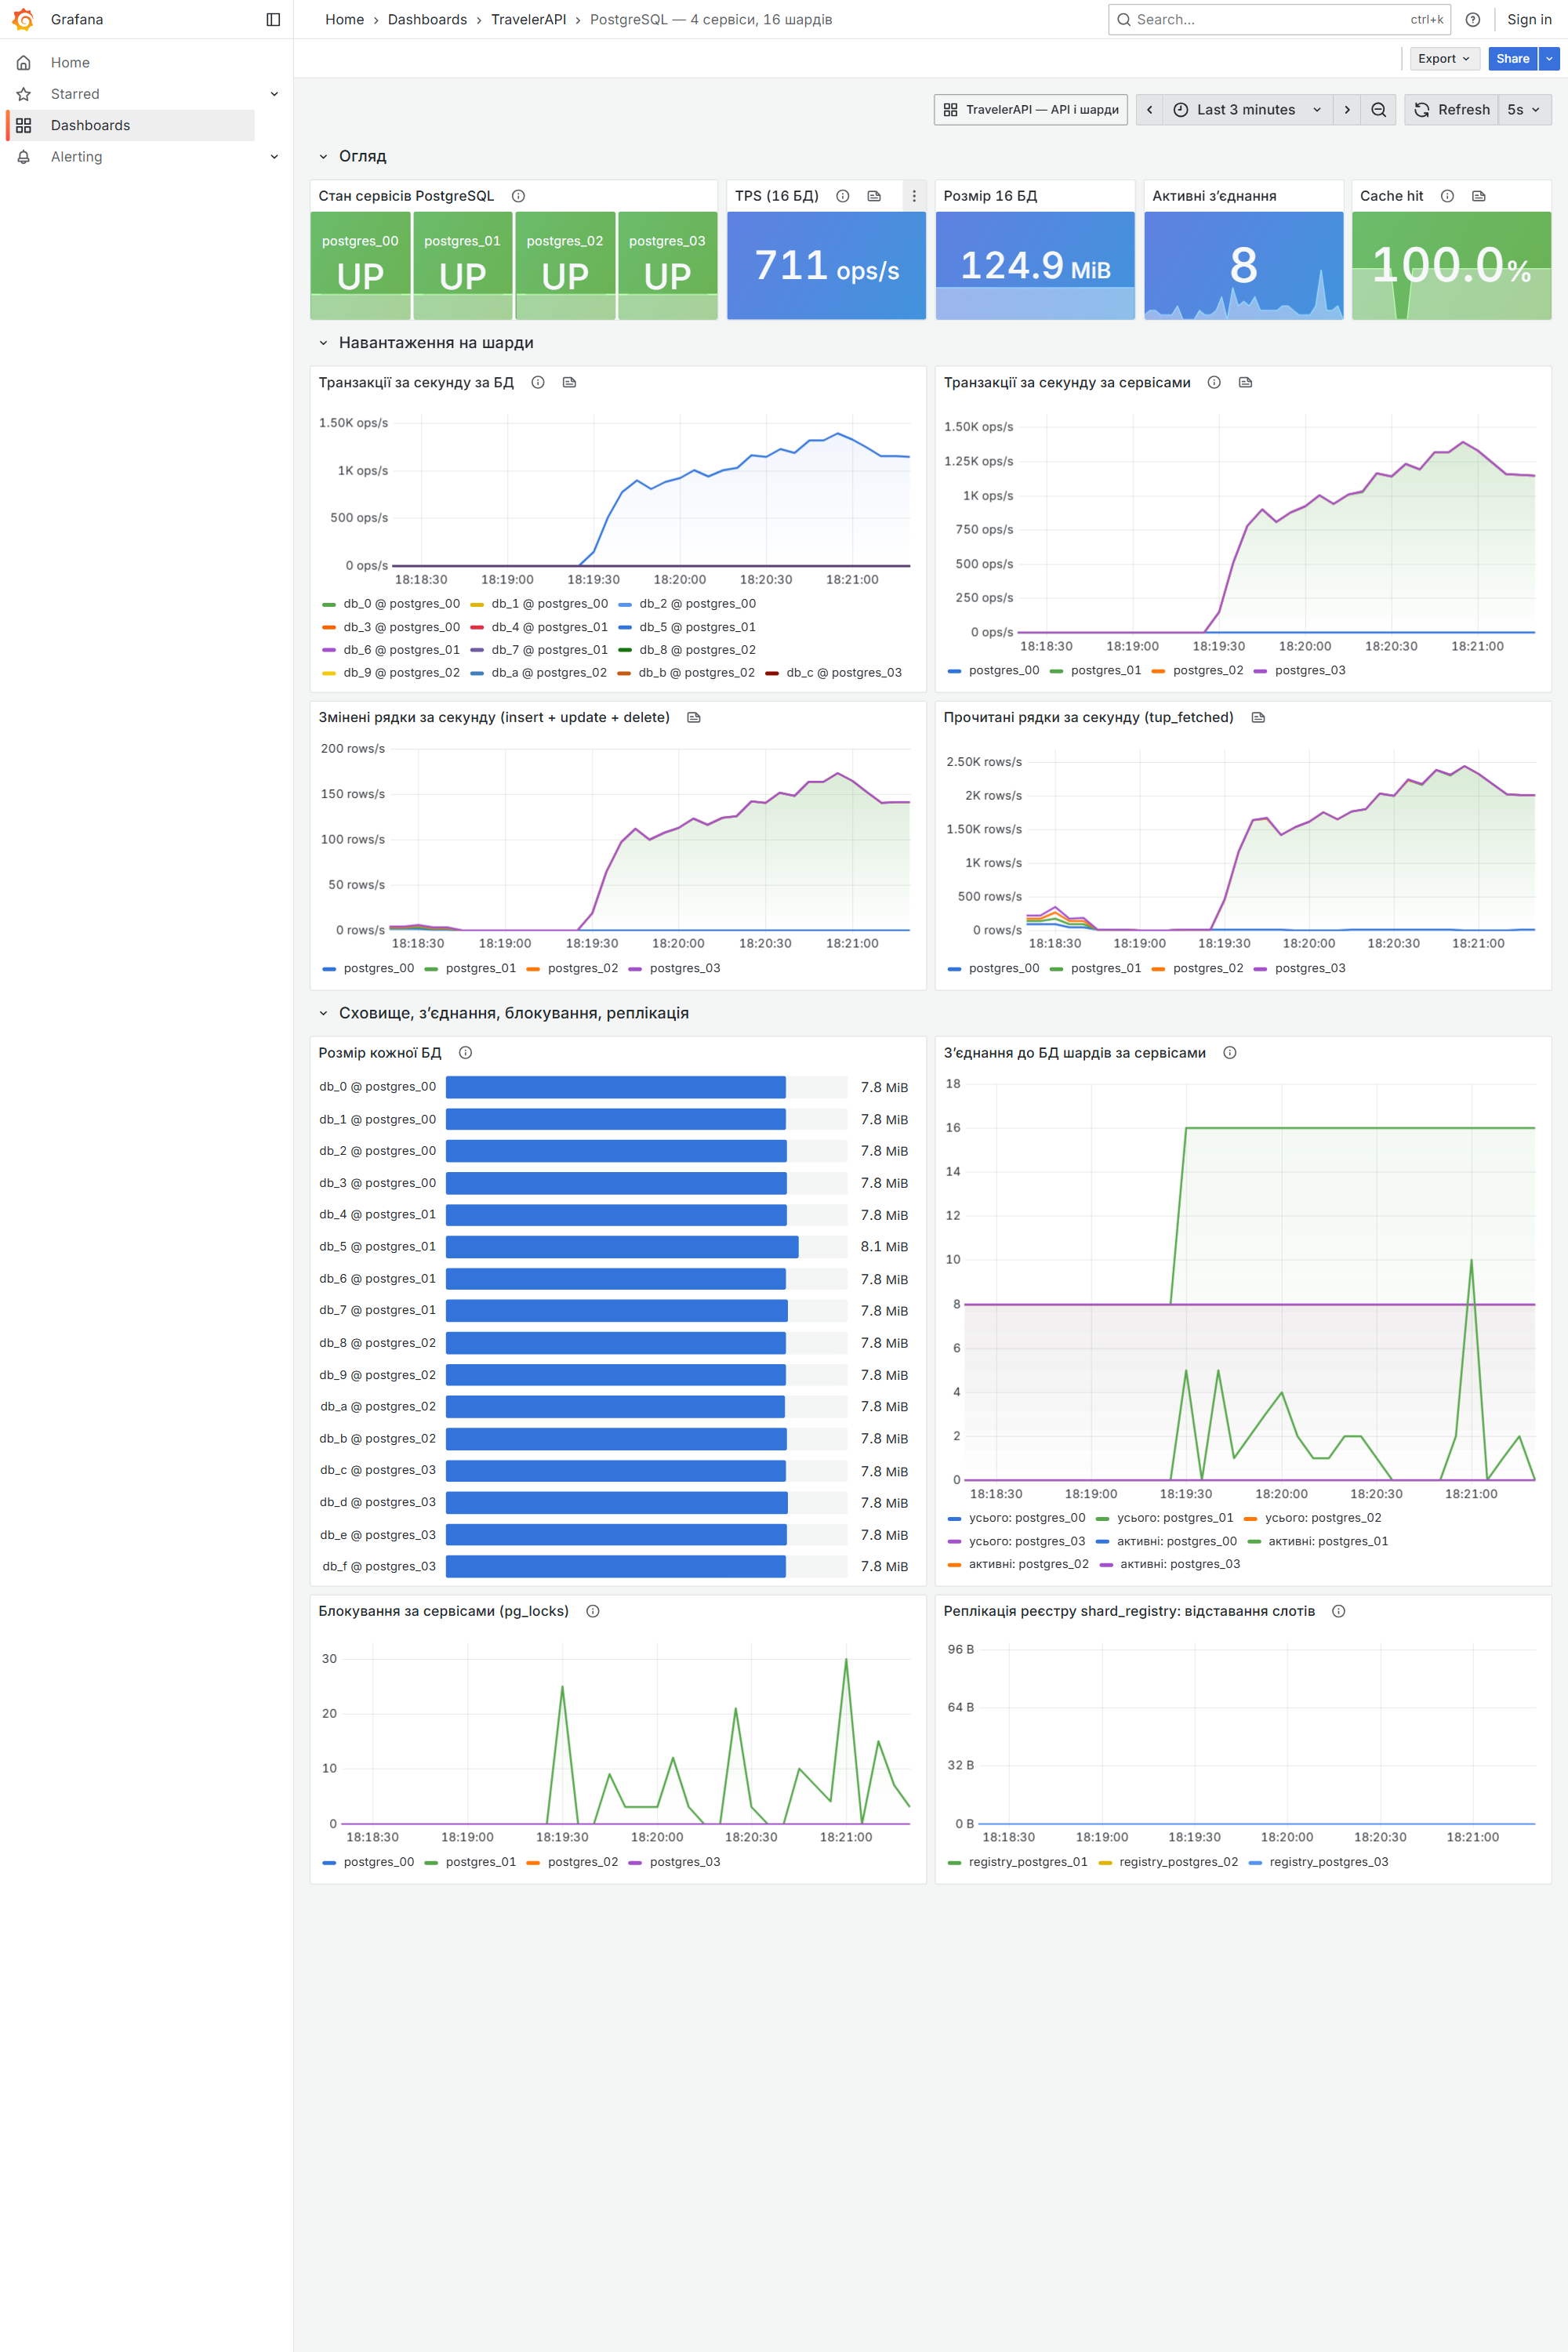 Grafana
Home › Dashboards › TravelerAPI › PostgreSQL — 4 сервіси, 16 шардів
Search...
ctrl+k
Sign in
Home
Starred
Dashboards
Alerting
Export
Share
TravelerAPI — API і шарди
Last 3 minutes
Refresh
5s
Огляд
Стан сервісів PostgreSQL
postgres_00
UP
postgres_01
UP
postgres_02
UP
postgres_03
UP
TPS (16 БД)
711 ops/s
Розмір 16 БД
124.9 MiB
Активні з’єднання
8
Cache hit
100.0%
Навантаження на шарди
Транзакції за секунду за БД
1.50K ops/s
1K ops/s
500 ops/s
0 ops/s
18:18:30 18:19:00 18:19:30 18:20:00 18:20:30 18:21:00
db_0 @ postgres_00 db_1 @ postgres_00 db_2 @ postgres_00
db_3 @ postgres_00 db_4 @ postgres_01 db_5 @ postgres_01
db_6 @ postgres_01 db_7 @ postgres_01 db_8 @ postgres_02
db_9 @ postgres_02 db_a @ postgres_02 db_b @ postgres_02 db_c @ postgres_03
Транзакції за секунду за сервісами
1.50K ops/s
1.25K ops/s
1K ops/s
750 ops/s
500 ops/s
250 ops/s
0 ops/s
18:18:30 18:19:00 18:19:30 18:20:00 18:20:30 18:21:00
postgres_00 postgres_01 postgres_02 postgres_03
Змінені рядки за секунду (insert + update + delete)
200 rows/s
150 rows/s
100 rows/s
50 rows/s
0 rows/s
18:18:30 18:19:00 18:19:30 18:20:00 18:20:30 18:21:00
postgres_00 postgres_01 postgres_02 postgres_03
Прочитані рядки за секунду (tup_fetched)
2.50K rows/s
2K rows/s
1.50K rows/s
1K rows/s
500 rows/s
0 rows/s
18:18:30 18:19:00 18:19:30 18:20:00 18:20:30 18:21:00
postgres_00 postgres_01 postgres_02 postgres_03
Сховище, з’єднання, блокування, реплікація
Розмір кожної БД
db_0 @ postgres_00 7.8 MiB
db_1 @ postgres_00 7.8 MiB
db_2 @ postgres_00 7.8 MiB
db_3 @ postgres_00 7.8 MiB
db_4 @ postgres_01 7.8 MiB
db_5 @ postgres_01 8.1 MiB
db_6 @ postgres_01 7.8 MiB
db_7 @ postgres_01 7.8 MiB
db_8 @ postgres_02 7.8 MiB
db_9 @ postgres_02 7.8 MiB
db_a @ postgres_02 7.8 MiB
db_b @ postgres_02 7.8 MiB
db_c @ postgres_03 7.8 MiB
db_d @ postgres_03 7.8 MiB
db_e @ postgres_03 7.8 MiB
db_f @ postgres_03 7.8 MiB
З’єднання до БД шардів за сервісами
18
16
14
12
10
8
6
4
2
0
18:18:30 18:19:00 18:19:30 18:20:00 18:20:30 18:21:00
усього: postgres_00 усього: postgres_01 усього: postgres_02
усього: postgres_03 активні: postgres_00 активні: postgres_01
активні: postgres_02 активні: postgres_03
Блокування за сервісами (pg_locks)
30
20
10
0
18:18:30 18:19:00 18:19:30 18:20:00 18:20:30 18:21:00
postgres_00 postgres_01 postgres_02 postgres_03
Реплікація реєстру shard_registry: відставання слотів
96 B
64 B
32 B
0 B
18:18:30 18:19:00 18:19:30 18:20:00 18:20:30 18:21:00
registry_postgres_01 registry_postgres_02 registry_postgres_03